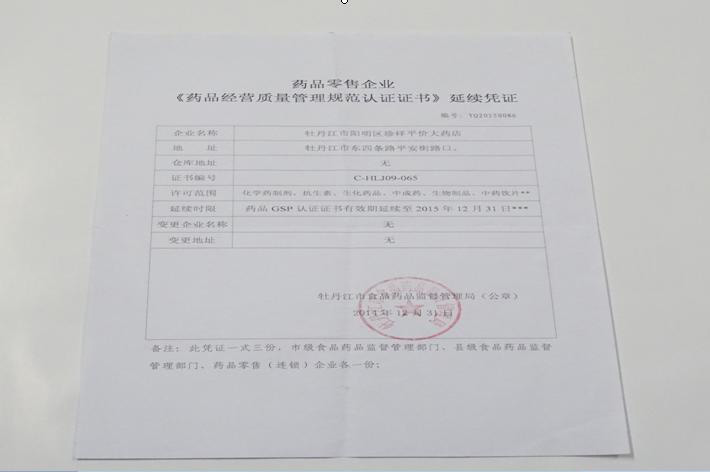 药品零售企业
《药品经营质量管理规范认证证书》延续凭证
编号：YQ20150086
企业名称 牡丹江市阳明区珍样平价大药店
地 址 牡丹江市东四条路平安街路口。
仓库地址 无
证书编号 C-HLJ09-065
许可范围 化学药制剂、抗生素、生化药品、中成药、生物制品、中药饮片**
延续时限 药品 GSP 认证证书有效期延续至 2015 年 12 月 31 日***
变更企业名称 无
变更地址 无
牡丹江市食品药品监督管理局（公章）
2014 年 12 月 31 日
备注：此凭证一式三份，市级食品药品监督管理部门、县级食品药品监督
管理部门、药品零售（连锁）企业各一份；